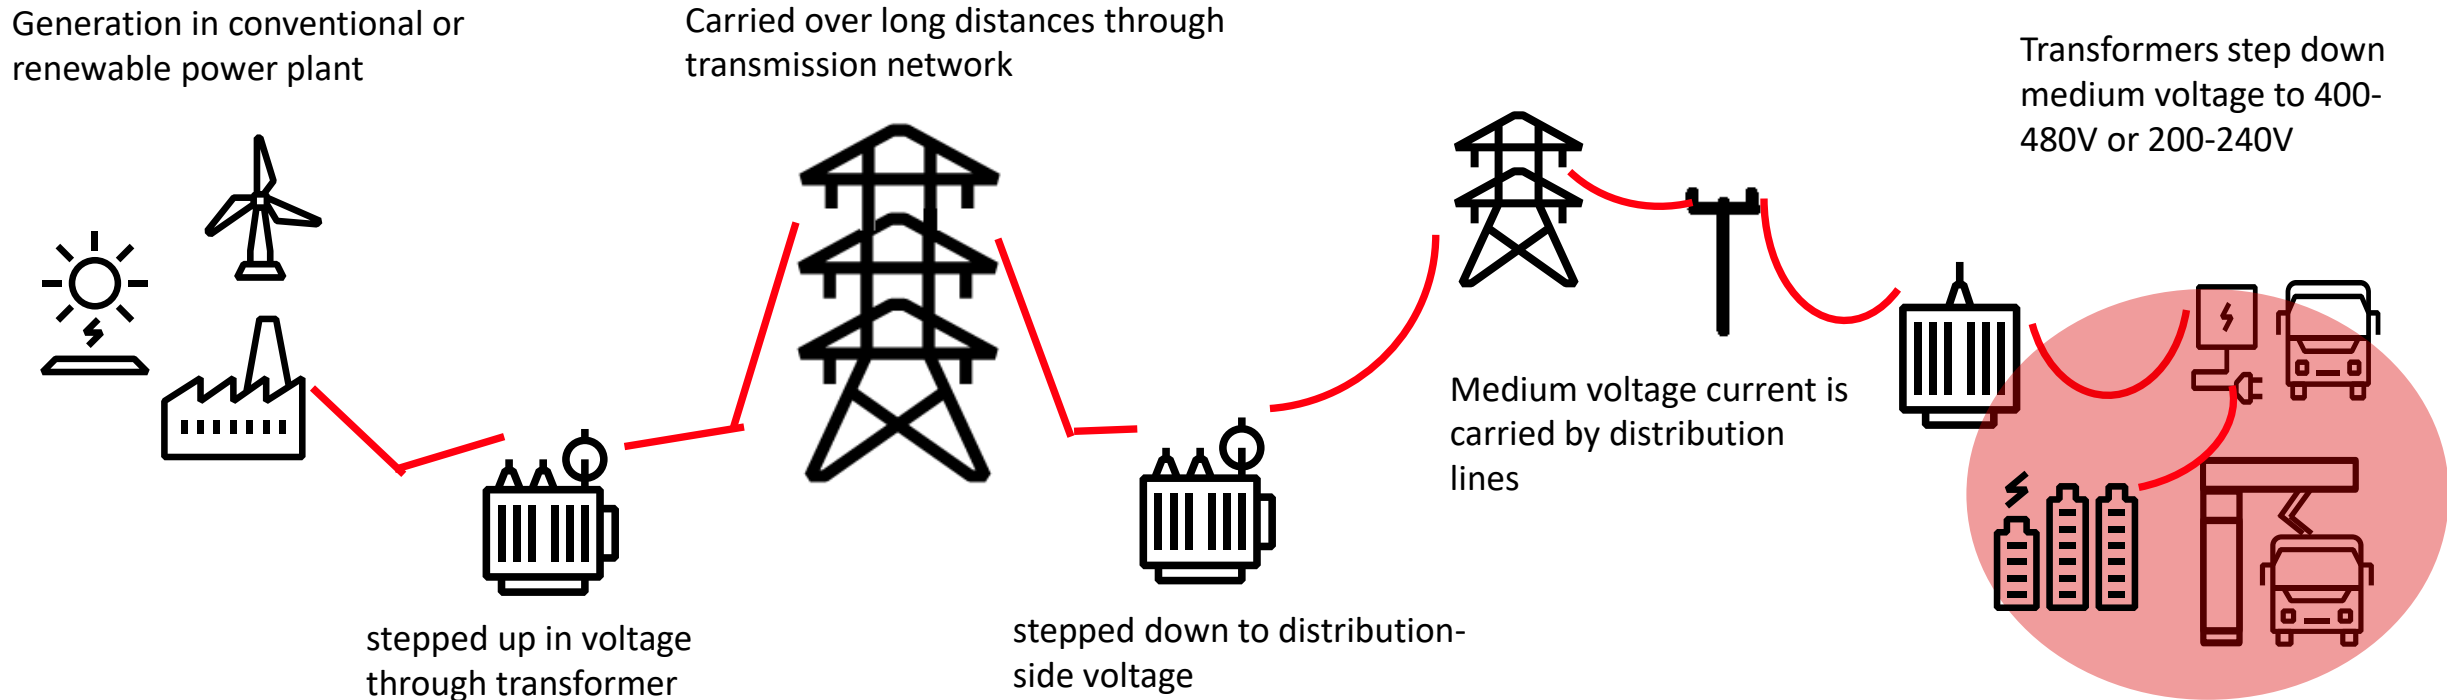 Generation in conventional or
renewable power plant
Carried over long distances through
transmission network
Transformers step down
medium voltage to 400-
480V or 200-240V
Medium voltage current is
carried by distribution
lines
stepped up in voltage
through transformer
stepped down to distribution-
side voltage